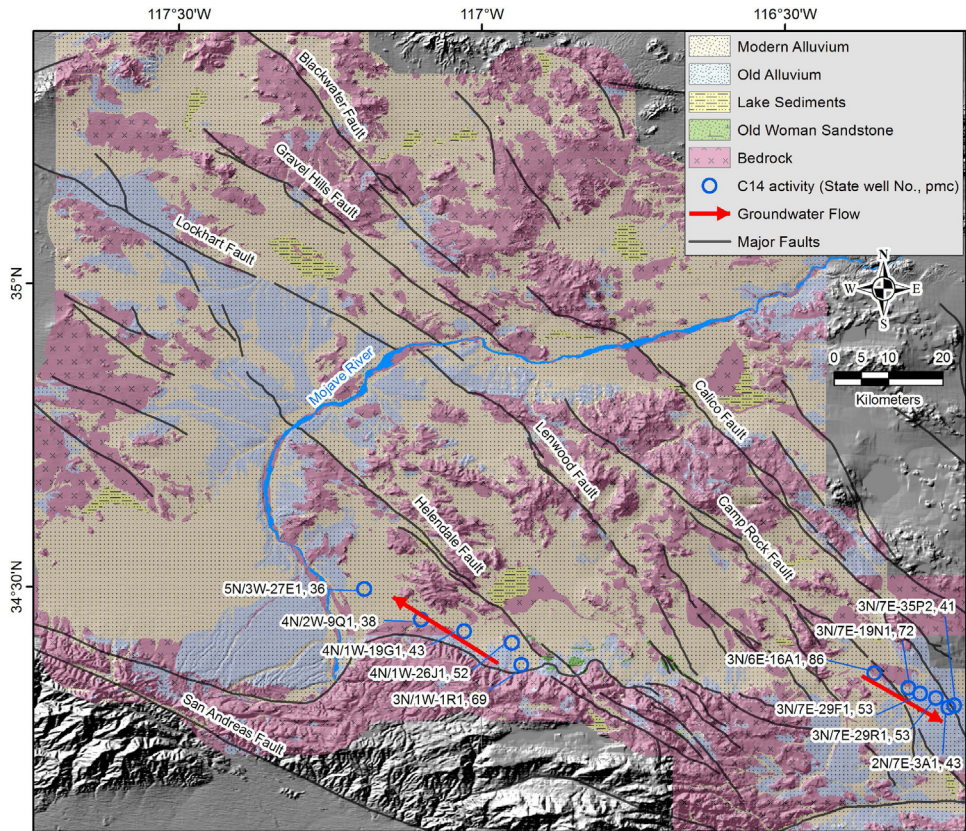 117°30'W
117°W
116°30'W
Modern Alluvium
Old Alluvium
Lake Sediments
Old Woman Sandstone
Bedrock
C14 activity (State well No., pmc)
Groundwater Flow
Major Faults
Blackwater Fault
Gravel Hills Fault
Lockhart Fault
35°N
N
W
E
S
0 5 10 20
Kilometers
Mojave River
Calico Fault
Lenwood Fault
Camp Rock Fault
Helendale Fault
34°30'N
5N/3W-27E1, 36
4N/2W-9Q1, 38
4N/1W-19G1, 43
4N/1W-26J1, 52
3N/1W-1R1, 69
3N/7E-35P2, 41
3N/7E-19N1, 72
3N/6E-16A1, 86
3N/7E-29F1, 53
3N/7E-29R1, 53
2N/7E-3A1, 43
San Andreas Fault